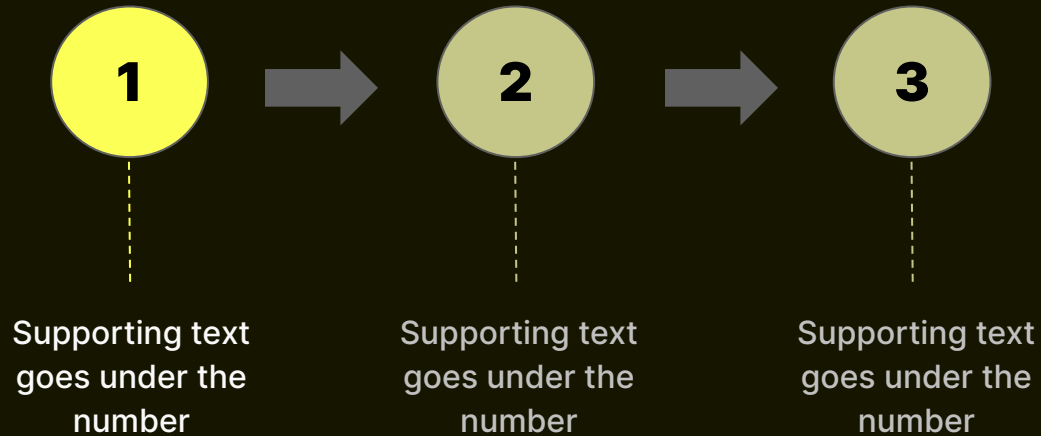 1
2
3
Supporting text
goes under the
number
Supporting text
goes under the
number
Supporting text
goes under the
number